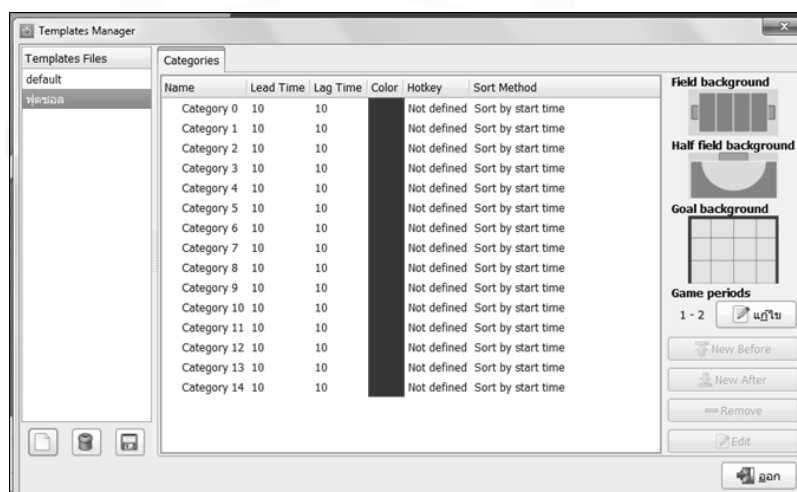 Templates Manager
Templates Files
default
ฟุตซอล
Categories
Name Lead Time Lag Time Color Hotkey Sort Method
Category 0 10 10 Not defined Sort by start time
Category 1 10 10 Not defined Sort by start time
Category 2 10 10 Not defined Sort by start time
Category 3 10 10 Not defined Sort by start time
Category 4 10 10 Not defined Sort by start time
Category 5 10 10 Not defined Sort by start time
Category 6 10 10 Not defined Sort by start time
Category 7 10 10 Not defined Sort by start time
Category 8 10 10 Not defined Sort by start time
Category 9 10 10 Not defined Sort by start time
Category 10 10 10 Not defined Sort by start time
Category 11 10 10 Not defined Sort by start time
Category 12 10 10 Not defined Sort by start time
Category 13 10 10 Not defined Sort by start time
Category 14 10 10 Not defined Sort by start time
Field background
Half field background
Goal background
Game periods
1 - 2 แก้ไข
New Before
New After
Remove
Edit
ออก